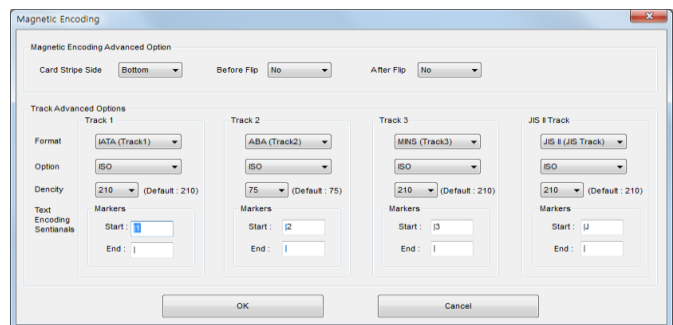 Magnetic Encoding
Magnetic Encoding Advanced Option
Card Stripe Side Bottom Before Flip No After Flip No
Track Advanced Options
Track 1 Track 2 Track 3 JIS II Track
Format IATA (Track1) ABA (Track2) MINS (Track3) JIS II (JIS Track)
Option ISO ISO ISO ISO
Dencity 210 (Default : 210) 75 (Default : 75) 210 (Default : 210) 210 (Default : 210)
Text Encoding Sentianals
Markers Markers Markers Markers
Start : |1 Start : |2 Start : |3 Start : |J
End : | End : | End : | End : |
OK Cancel